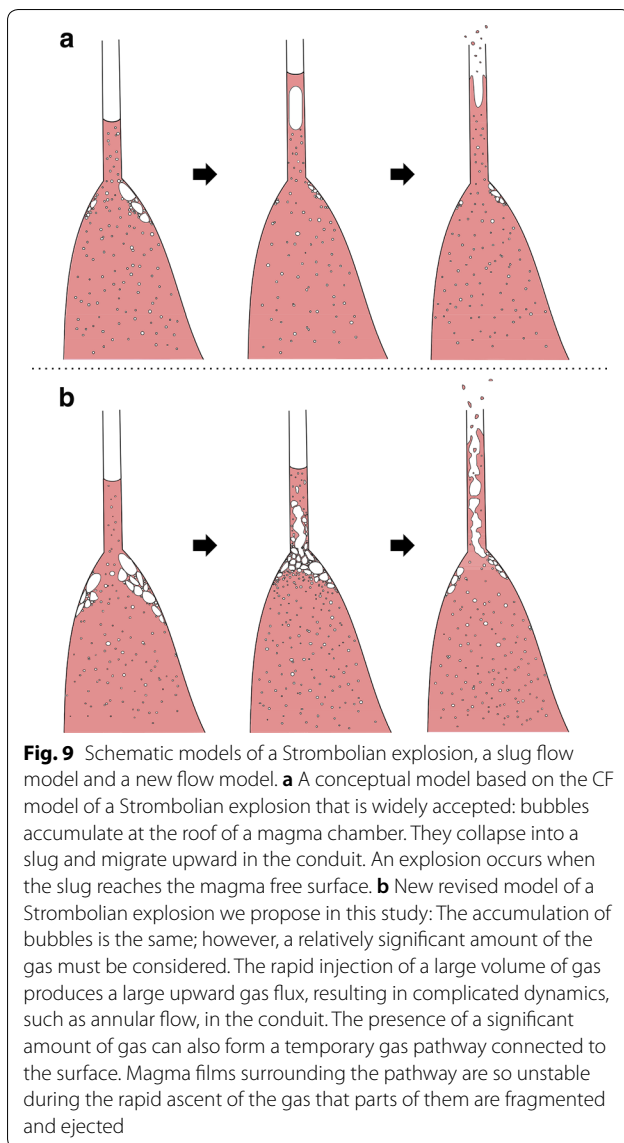 a
b
Fig. 9 Schematic models of a Strombolian explosion, a slug flow
model and a new flow model. a A conceptual model based on the CF
model of a Strombolian explosion that is widely accepted: bubbles
accumulate at the roof of a magma chamber. They collapse into a
slug and migrate upward in the conduit. An explosion occurs when
the slug reaches the magma free surface. b New revised model of a
Strombolian explosion we propose in this study: The accumulation of
bubbles is the same; however, a relatively significant amount of the
gas must be considered. The rapid injection of a large volume of gas
produces a large upward gas flux, resulting in complicated dynamics,
such as annular flow, in the conduit. The presence of a significant
amount of gas can also form a temporary gas pathway connected to
the surface. Magma films surrounding the pathway are so unstable
during the rapid ascent of the gas that parts of them are fragmented
and ejected